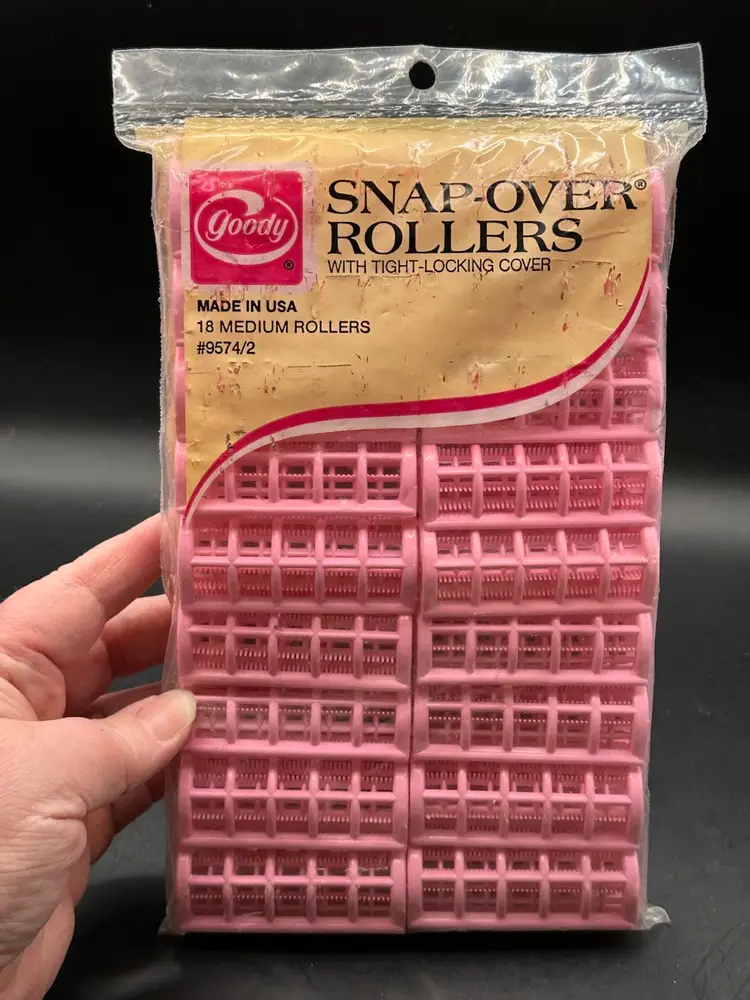 goody
®
SNAP-OVER®
ROLLERS
WITH TIGHT-LOCKING COVER
MADE IN USA
18 MEDIUM ROLLERS
#9574/2